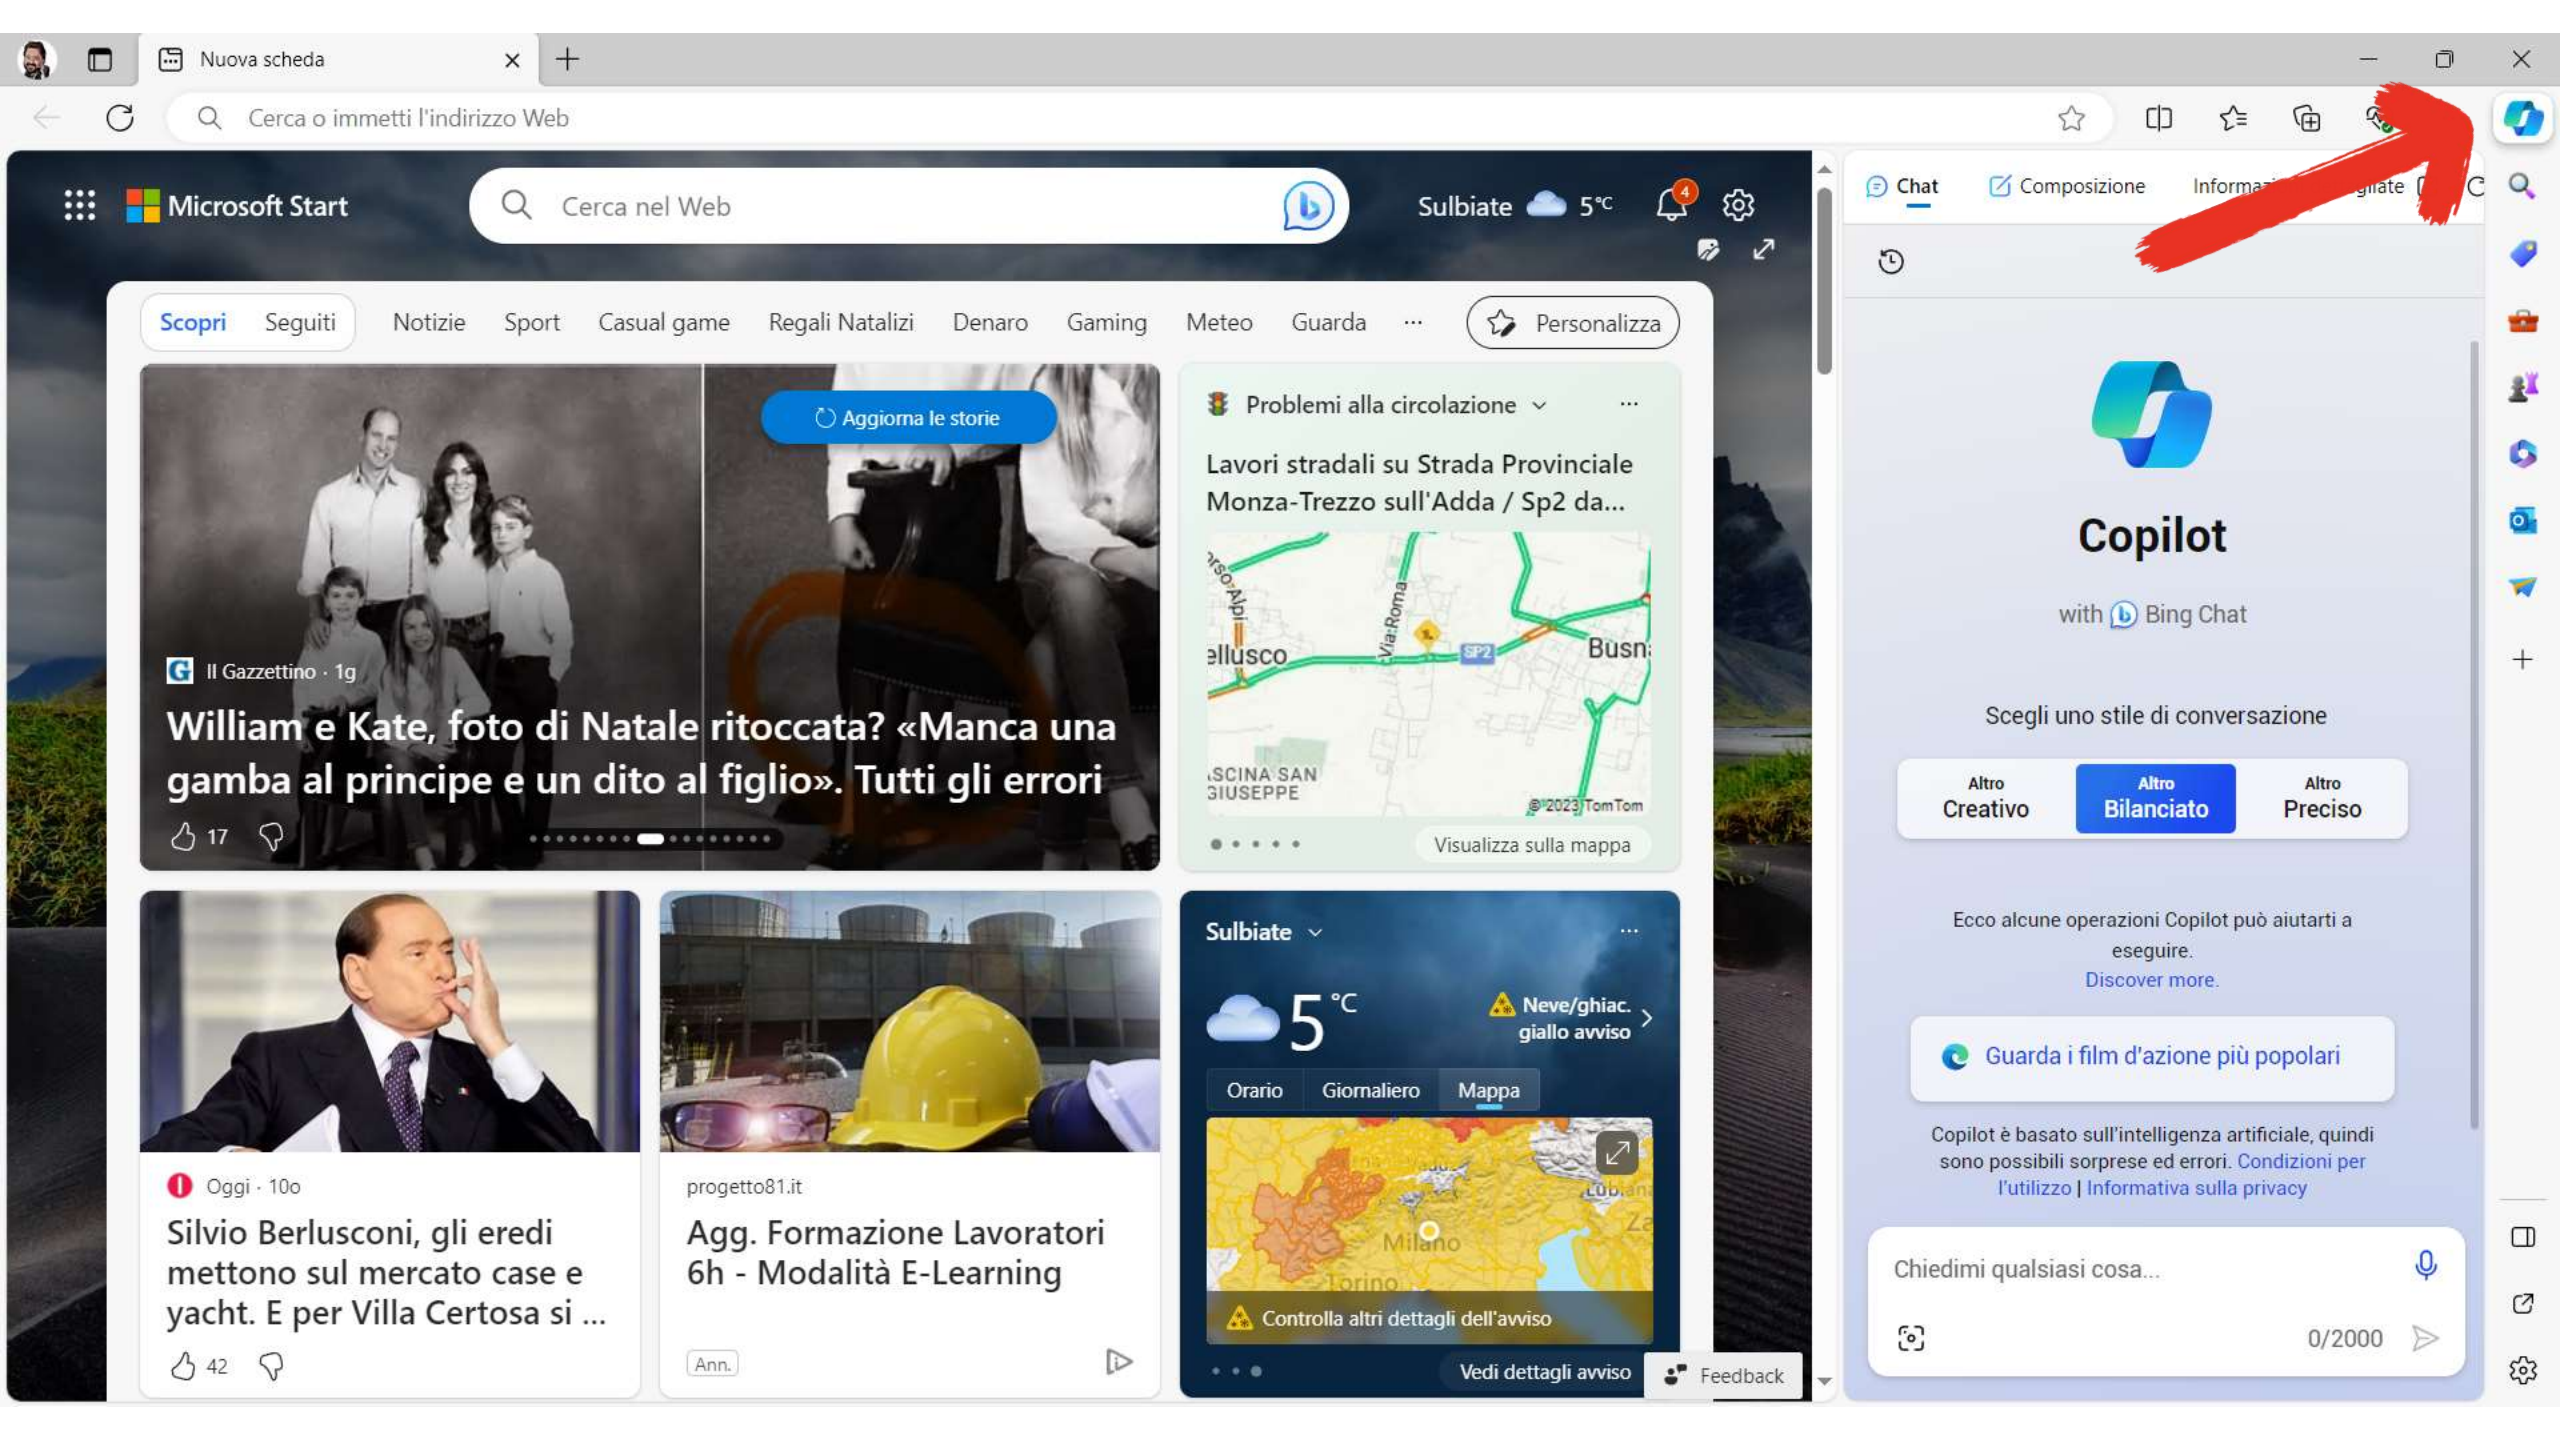 Nuova scheda
Cerca o immetti l'indirizzo Web
Microsoft Start
Cerca nel Web
Sulbiate 5°C
4
Scopri
Seguiti
Notizie
Sport
Casual game
Regali Natalizi
Denaro
Gaming
Meteo
Guarda
...
Personalizza
Aggiorna le storie
G Il Gazzettino · 1g
William e Kate, foto di Natale ritoccata? «Manca una
gamba al principe e un dito al figlio». Tutti gli errori
17
Problemi alla circolazione
Lavori stradali su Strada Provinciale
Monza-Trezzo sull'Adda / Sp2 da...
Via Roma
SP2
GIUSEPPE
© 2023 TomTom
Visualizza sulla mappa
Oggi · 10o
Silvio Berlusconi, gli eredi
mettono sul mercato case e
yacht. E per Villa Certosa si ...
42
progetto81.it
Agg. Formazione Lavoratori
6h - Modalità E-Learning
Ann.
Sulbiate
5 °C
Neve/ghiac.
giallo avviso
Orario
Giornaliero
Mappa
Milano
Torino
Controlla altri dettagli dell'avviso
Vedi dettagli avviso
Feedback
Chat
Composizione
Copilot
with b Bing Chat
Scegli uno stile di conversazione
Altro
Creativo
Altro
Bilanciato
Altro
Preciso
Ecco alcune operazioni Copilot può aiutarti a
eseguire.
Discover more.
Guarda i film d'azione più popolari
Copilot è basato sull'intelligenza artificiale, quindi
sono possibili sorprese ed errori. Condizioni per
l'utilizzo | Informativa sulla privacy
Chiedimi qualsiasi cosa...
0/2000